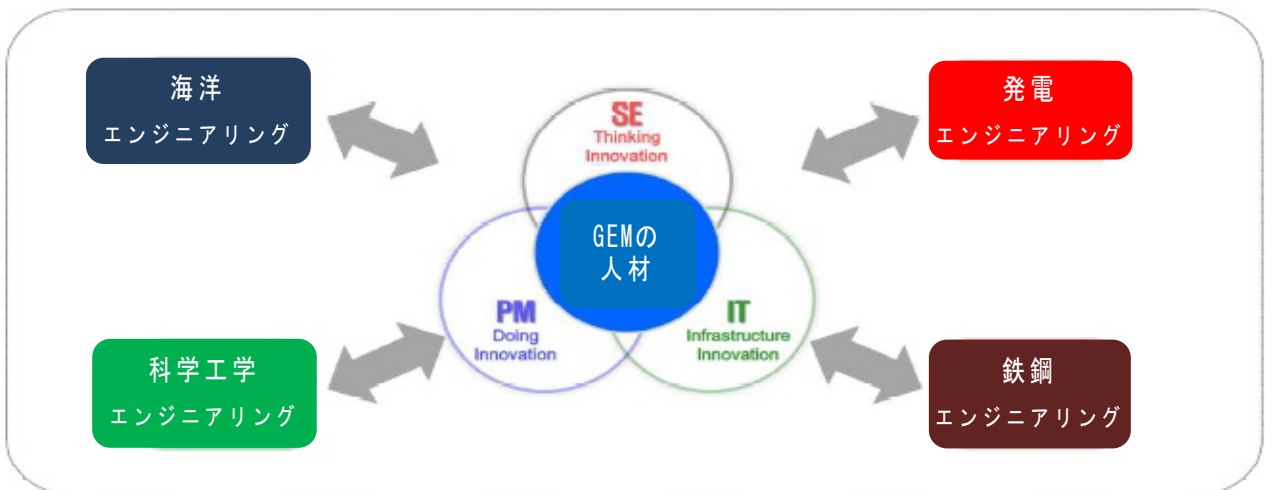 海洋
エンジニアリング
発電
エンジニアリング
SE
Thinking
Innovation
GEMの
人材
PM
Doing
Innovation
IT
Infrastructure
Innovation
科学工学
エンジニアリング
鉄鋼
エンジニアリング